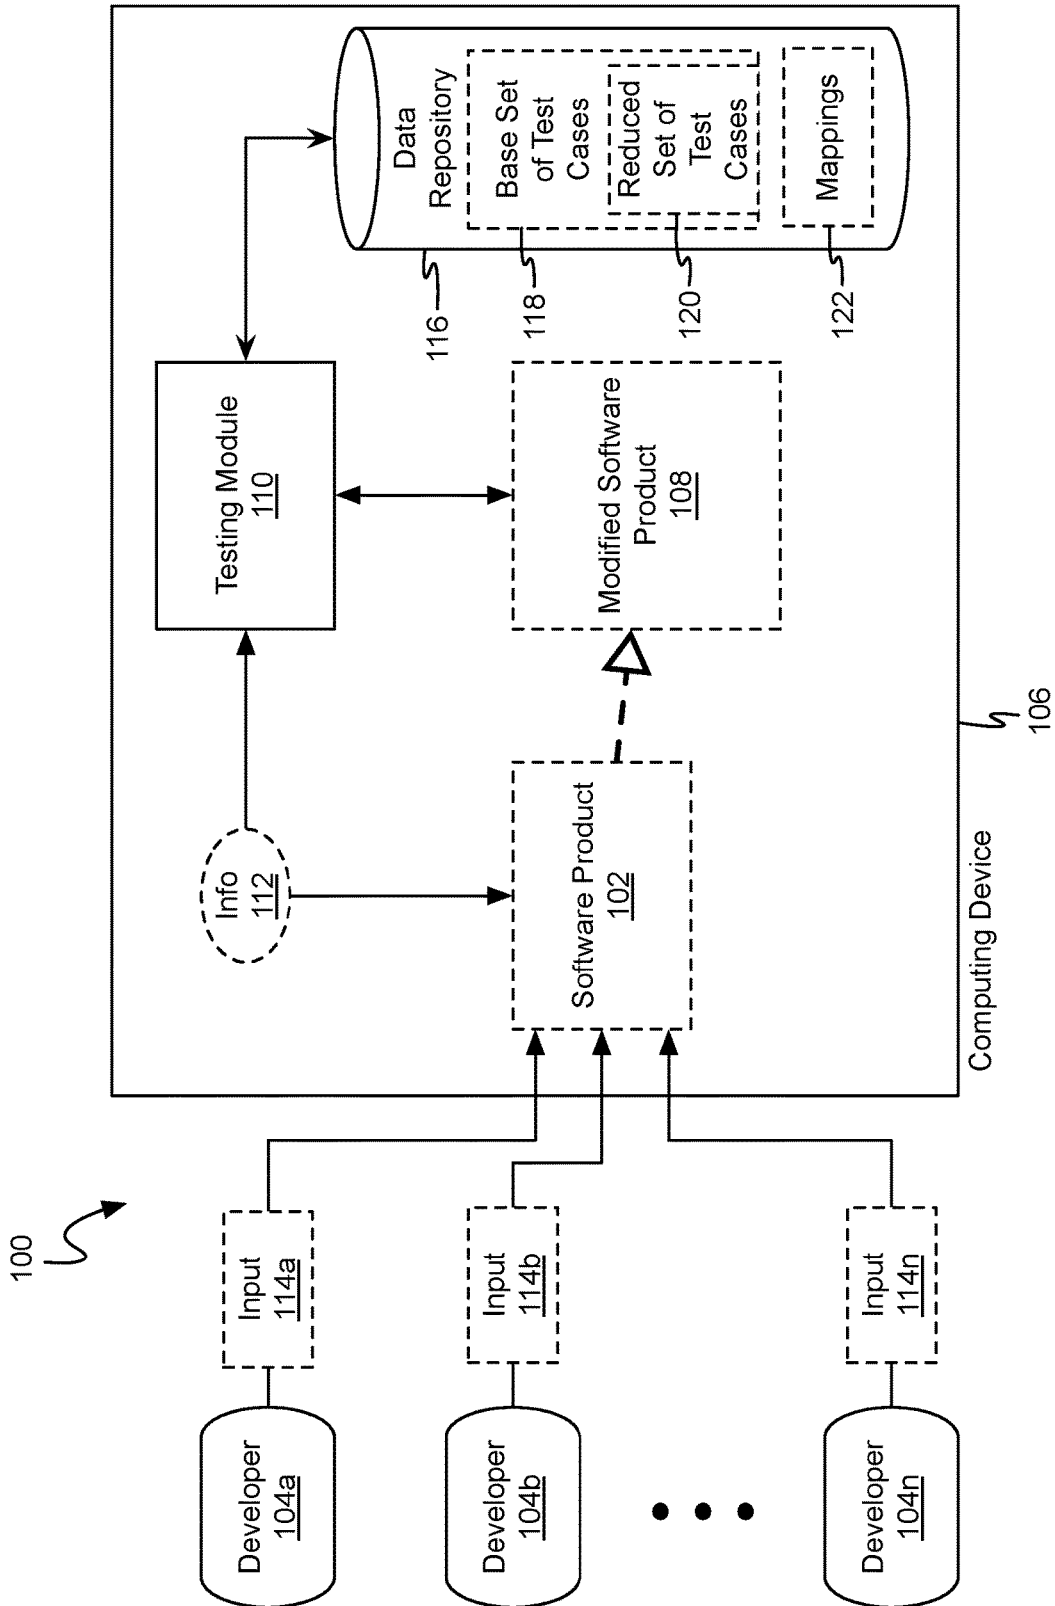 100
Developer
104a
Input
114a
Developer
104b
Input
114b
Developer
104n
Input
114n
Info
112
Software Product
102
Testing Module
110
Modified Software
Product
108
Data
Repository
Base Set
of Test
Cases
Reduced
Set of
Test
Cases
Mappings
116
118
120
122
Computing Device
106